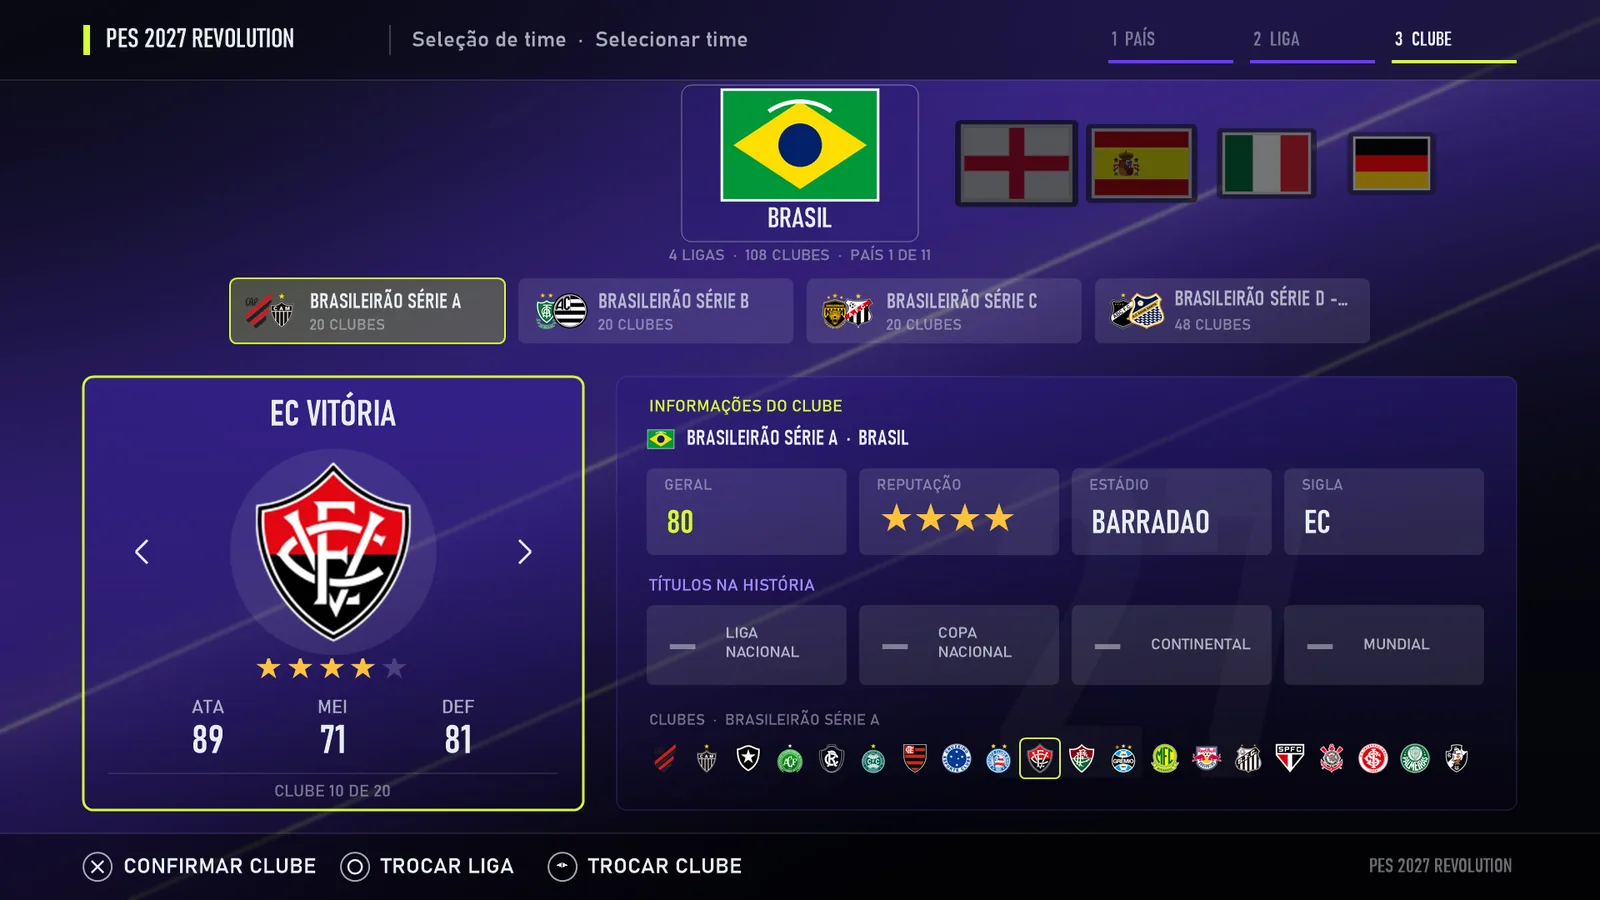 PES 2027 REVOLUTION
Seleção de time · Selecionar time
1 PAÍS
2 LIGA
3 CLUBE
BRASIL
4 LIGAS · 108 CLUBES · PAÍS 1 DE 11
BRASILEIRÃO SÉRIE A
20 CLUBES
BRASILEIRÃO SÉRIE B
20 CLUBES
BRASILEIRÃO SÉRIE C
20 CLUBES
BRASILEIRÃO SÉRIE D -...
48 CLUBES
EC VITÓRIA
ATA
MEI
DEF
89
71
81
CLUBE 10 DE 20
INFORMAÇÕES DO CLUBE
BRASILEIRÃO SÉRIE A · BRASIL
GERAL
80
REPUTAÇÃO
ESTÁDIO
BARRADAO
SIGLA
EC
TÍTULOS NA HISTÓRIA
— LIGA
NACIONAL
— COPA
NACIONAL
— CONTINENTAL
— MUNDIAL
CLUBES · BRASILEIRÃO SÉRIE A
CONFIRMAR CLUBE
TROCAR LIGA
TROCAR CLUBE
PES 2027 REVOLUTION